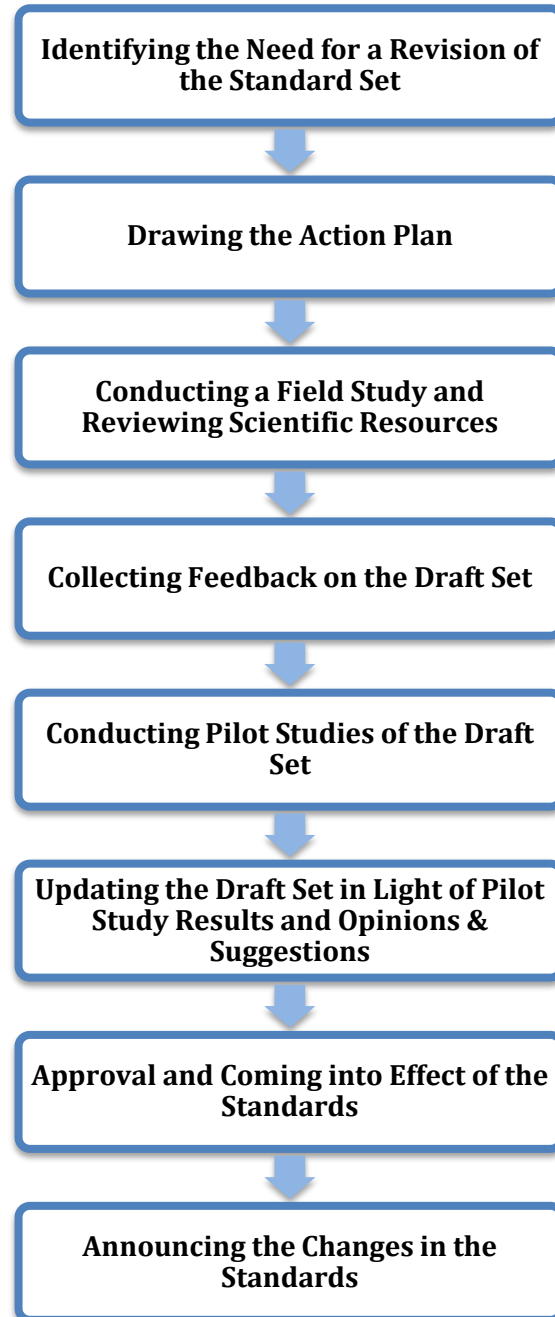 Identifying the Need for a Revision of
the Standard Set
Drawing the Action Plan
Conducting a Field Study and
Reviewing Scientific Resources
Collecting Feedback on the Draft Set
Conducting Pilot Studies of the Draft
Set
Updating the Draft Set in Light of Pilot
Study Results and Opinions &
Suggestions
Approval and Coming into Effect of the
Standards
Announcing the Changes in the
Standards